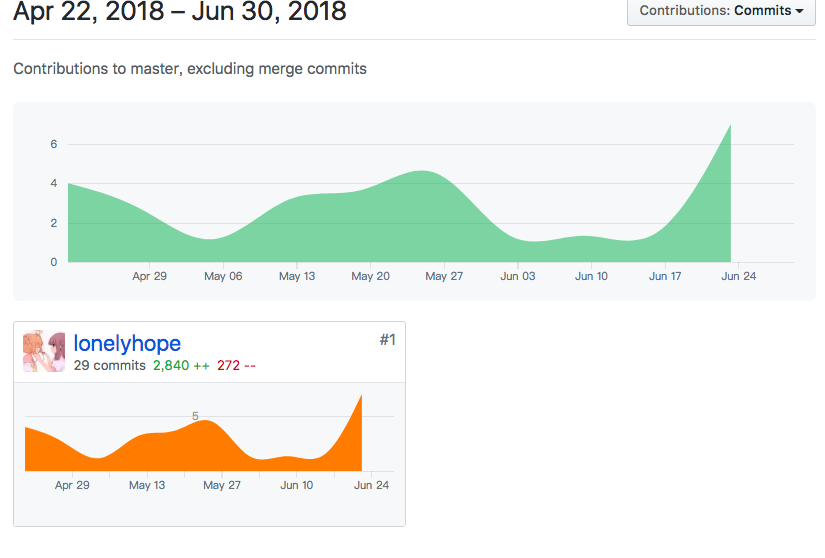 Apr 22, 2018 – Jun 30, 2018
Contributions: Commits
Contributions to master, excluding merge commits
6
4
2
0
Apr 29 May 06 May 13 May 20 May 27 Jun 03 Jun 10 Jun 17 Jun 24
lonelyhope #1
29 commits 2,840 ++ 272 --
5
Apr 29 May 13 May 27 Jun 10 Jun 24